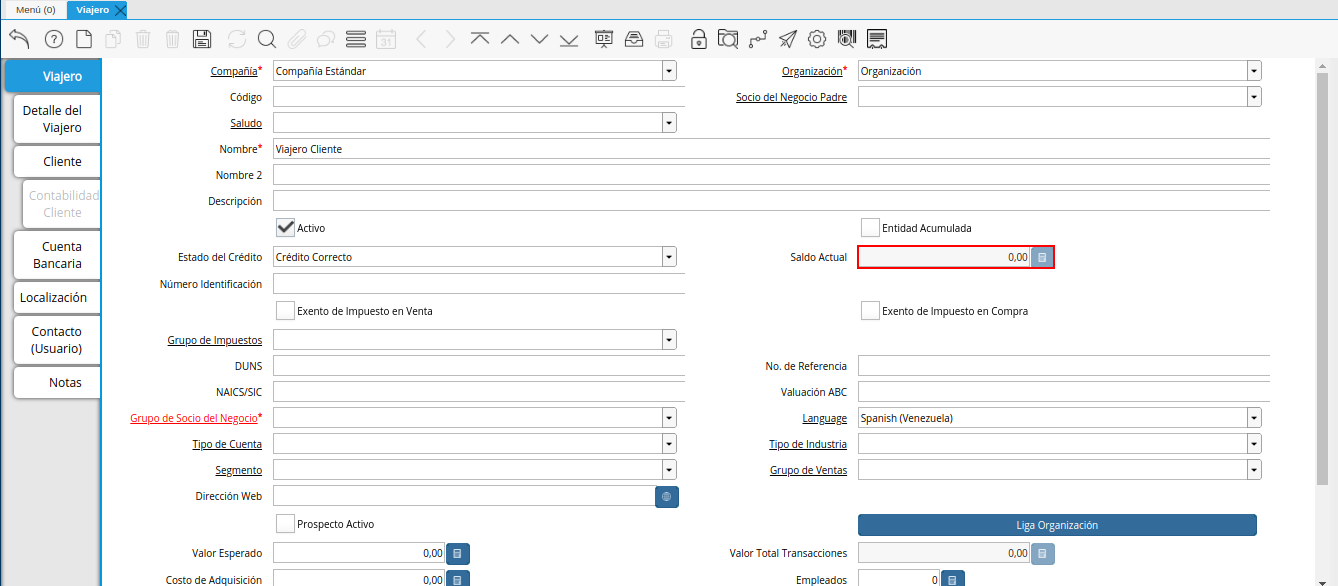 Menú (0)
Viajero
31
Viajero
Detalle del
Viajero
Cliente
Contabilidad
Cliente
Cuenta
Bancaria
Localización
Contacto
(Usuario)
Notas
Compañía* Compañía Estándar Organización* Organización
Código Socio del Negocio Padre
Saludo
Nombre* Viajero Cliente
Nombre 2
Descripción
Activo Entidad Acumulada
Estado del Crédito Crédito Correcto Saldo Actual 0,00
Número Identificación
Exento de Impuesto en Venta Exento de Impuesto en Compra
Grupo de Impuestos
DUNS No. de Referencia
NAICS/SIC Valuación ABC
Grupo de Socio del Negocio* Language Spanish (Venezuela)
Tipo de Cuenta Tipo de Industria
Segmento Grupo de Ventas
Dirección Web
Prospecto Activo Liga Organización
Valor Esperado 0,00 Valor Total Transacciones 0,00
Costo de Adquisición 0,00 Empleados 0